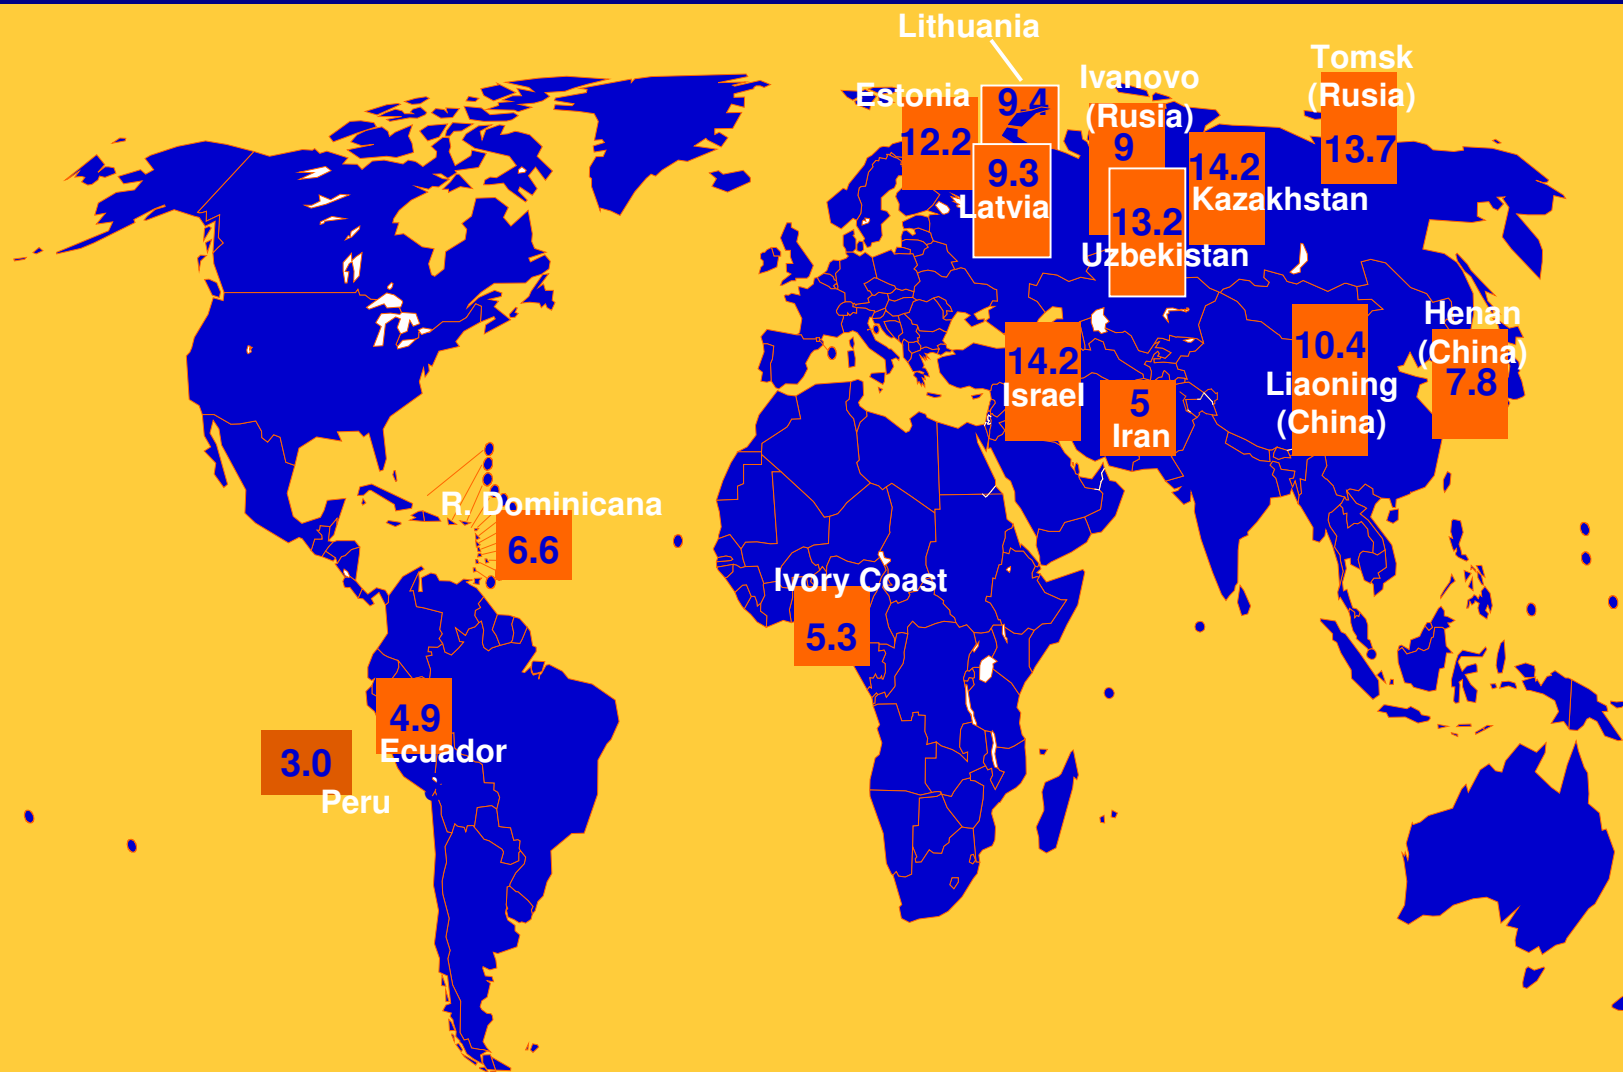 Lithuania
9.4
Estonia
12.2
9.3
Latvia
Ivanovo
(Rusia)
9
13.2
Uzbekistan
14.2
Kazakhstan
Tomsk
(Rusia)
13.7
14.2
Israel
5
Iran
10.4
Liaoning
(China)
Henan
(China)
7.8
R. Dominicana
6.6
Ivory Coast
5.3
4.9
Ecuador
3.0
Peru